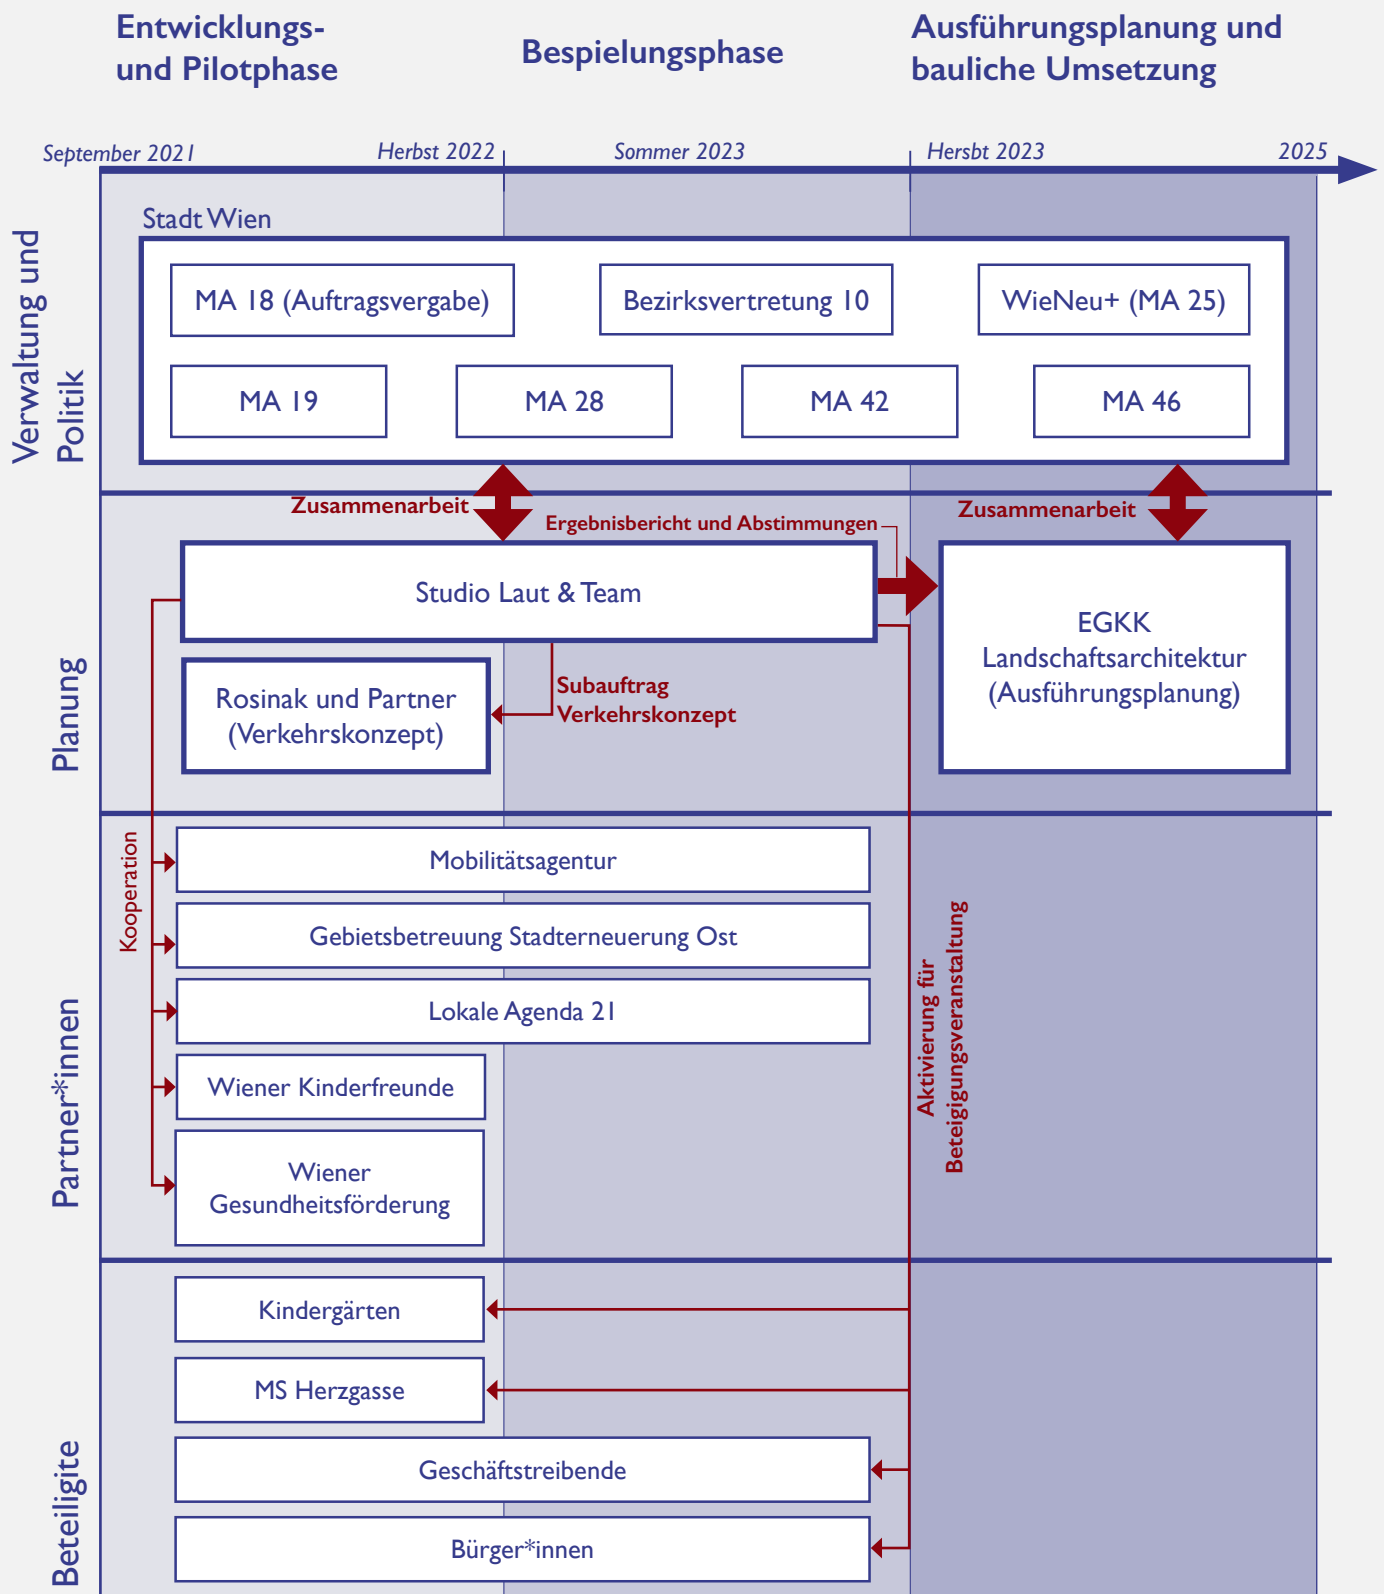 Entwicklungs-
und Pilotphase
Bespielungsphase
Ausführungsplanung und
bauliche Umsetzung
September 2021
Herbst 2022
Sommer 2023
Hersbt 2023
2025
Verwaltung und
Politik
Stadt Wien
MA 18 (Auftragsvergabe)
Bezirksvertretung 10
WieNeu+ (MA 25)
MA 19
MA 28
MA 42
MA 46
Zusammenarbeit
Ergebnisbericht und Abstimmungen
Zusammenarbeit
Planung
Studio Laut & Team
EGKK
Landschaftsarchitektur
(Ausführungsplanung)
Rosinak und Partner
(Verkehrskonzept)
Subauftrag
Verkehrskonzept
Partner*innen
Kooperation
Mobilitätsagentur
Gebietsbetreuung Stadterneuerung Ost
Lokale Agenda 21
Wiener Kinderfreunde
Wiener
Gesundheitsförderung
Aktivierung für
Beteigigungsveranstaltung
Beteiligite
Kindergärten
MS Herzgasse
Geschäftstreibende
Bürger*innen